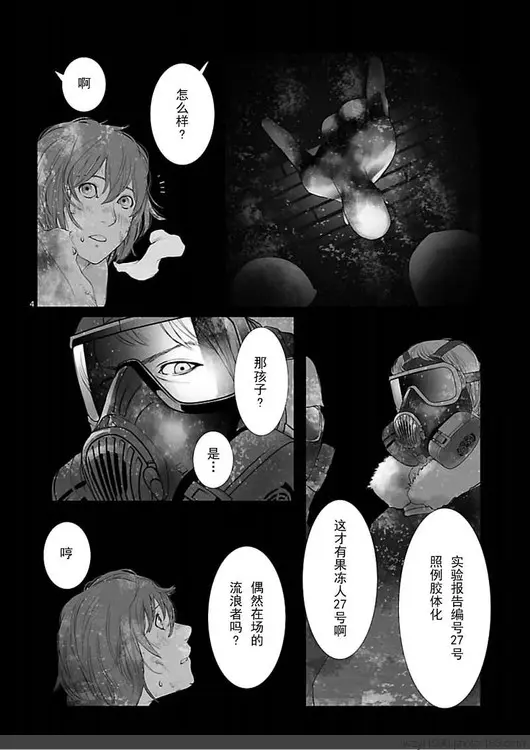 怎么样?
啊
4
实验报告编号27号
照例胶体化
这才有果冻人27号啊
那孩子?
是…
偶然在场的
流浪者吗?
哼